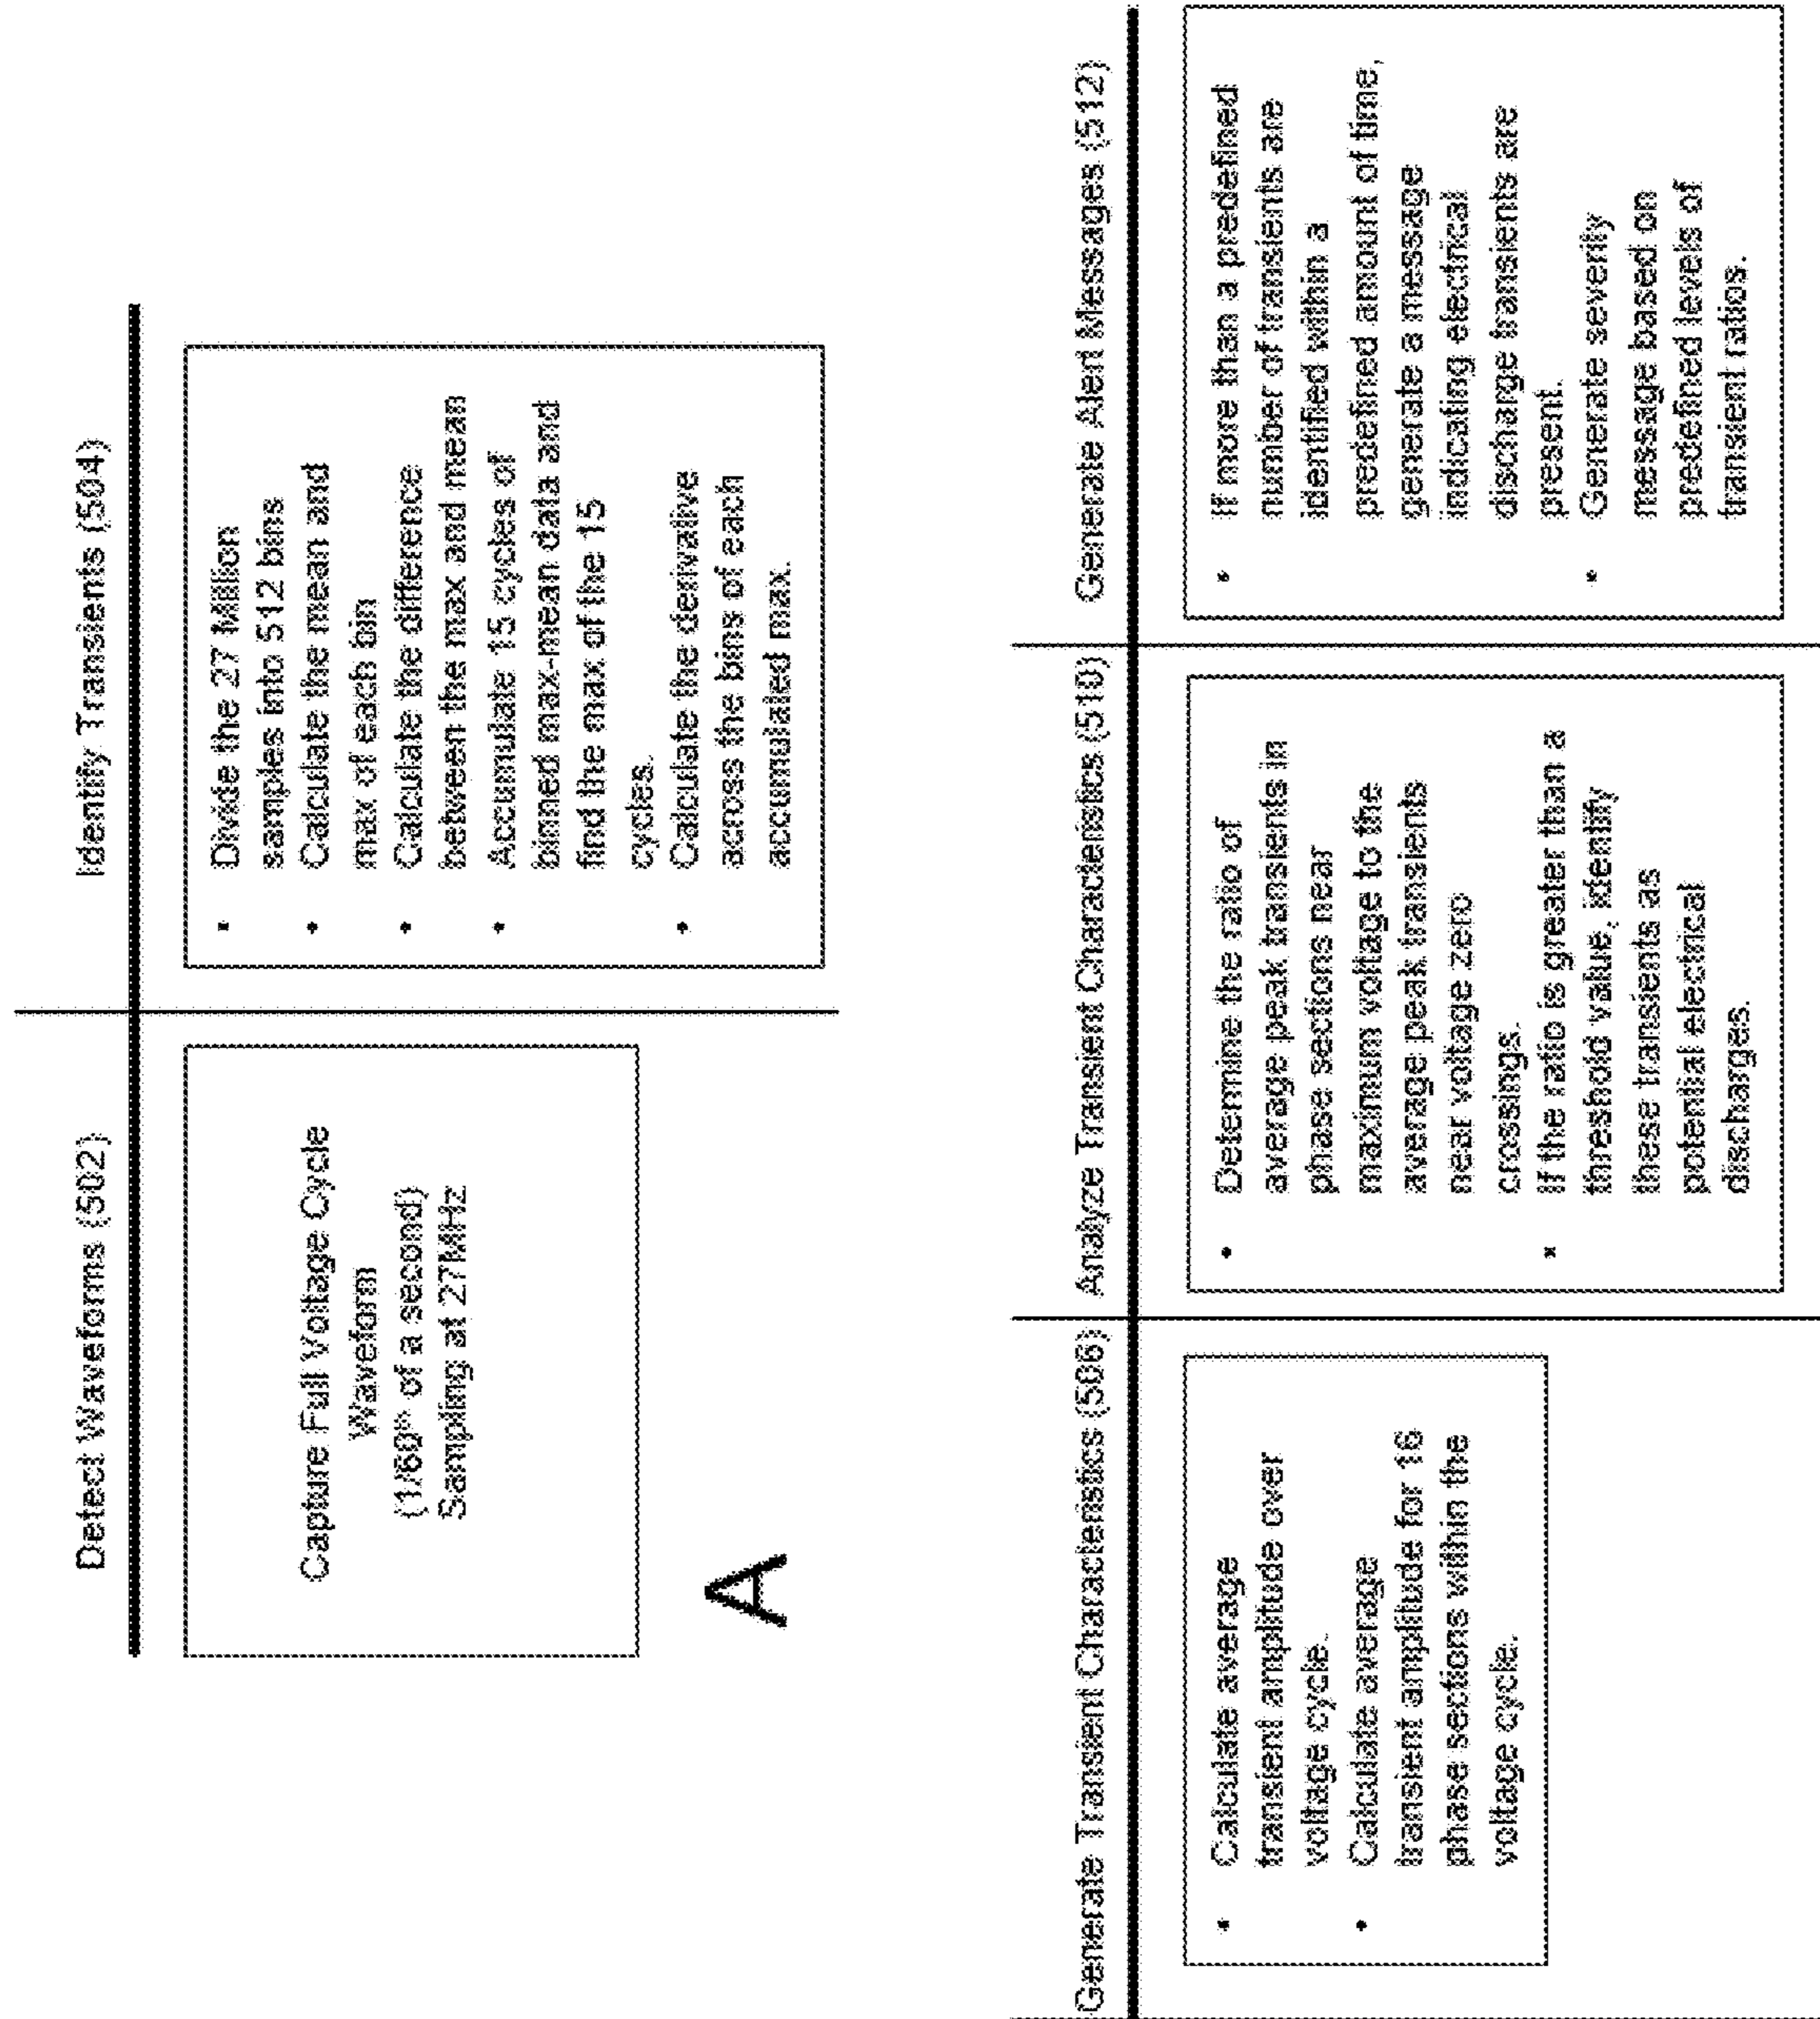 Detect Waveforms (502)
Capture Full Voltage Cycle
Waveform
(1/60th of a second)
Sampling at 27MHz
A
Identify Transients (504)
• Divide the 27 Million
samples into 512 bins
• Calculate the mean and
max of each bin
• Calculate the difference
between the max and mean
• Accumulate 15 cycles of
binned max-mean data and
find the max of the 15
cycles.
• Calculate the derivative
across the bins of each
accumulated max.
Generate Transient Characteristics (506)
• Calculate average
transient amplitude over
voltage cycle.
• Calculate average
transient amplitude for 16
phase sections within the
voltage cycle.
Analyze Transient Characteristics (510)
• Determine the ratio of
average peak transients in
phase sections near
maximum voltage to the
average peak transients
near voltage zero
crossings.
• If the ratio is greater than a
threshold value, identify
these transients as
potential electrical
discharges.
Generate Alert Messages (512)
• If more than a predefined
number of transients are
identified within a
predefined amount of time,
generate a message
indicating electrical
discharge transients are
present.
• Generate severity
message based on
predefined levels of
transient ratios.